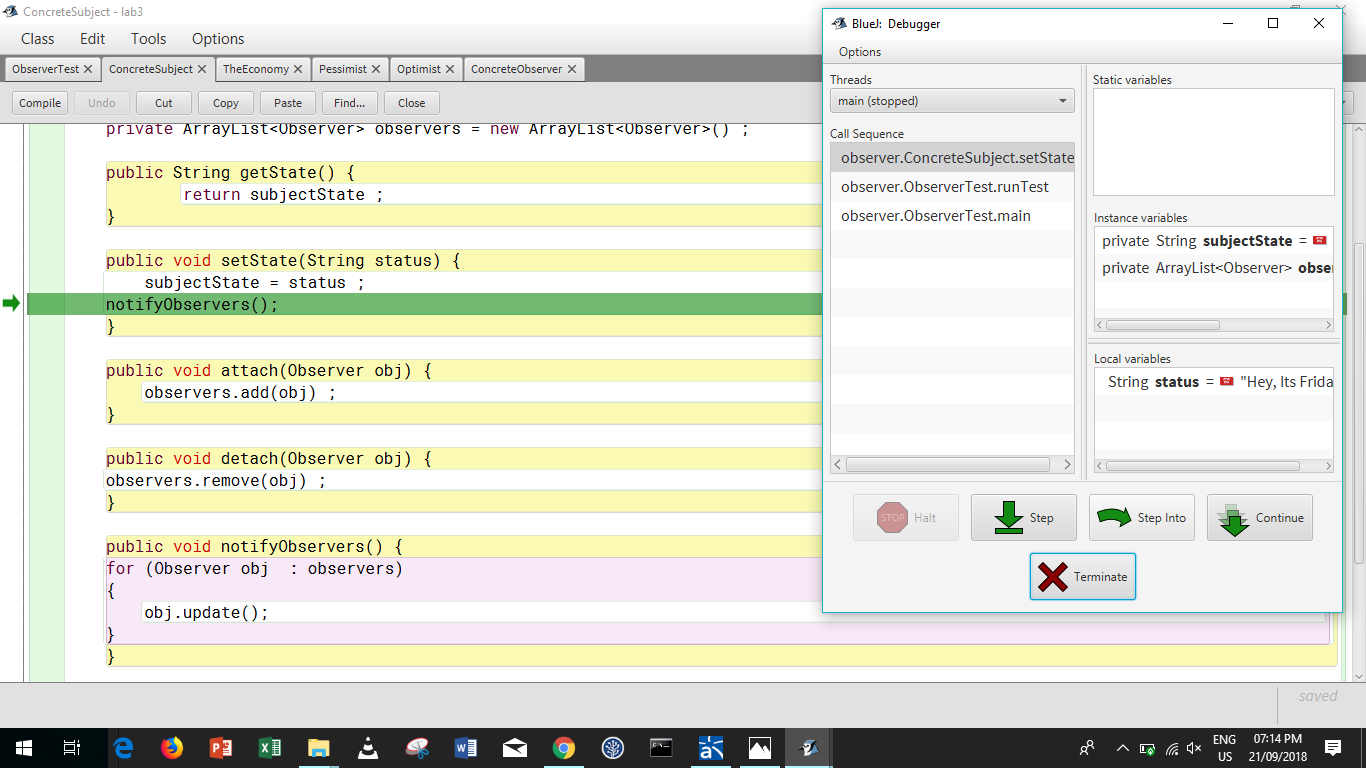 ConcreteSubject - lab3
Class Edit Tools Options
ObserverTest ConcreteSubject TheEconomy Pessimist Optimist ConcreteObserver
Compile Undo Cut Copy Paste Find... Close
private ArrayList<Observer> observers = new ArrayList<Observer>() ;
public String getState() {
return subjectState ;
}
public void setState(String status) {
subjectState = status ;
notifyObservers();
}
public void attach(Observer obj) {
observers.add(obj) ;
}
public void detach(Observer obj) {
observers.remove(obj) ;
}
public void notifyObservers() {
for (Observer obj  : observers)
{
obj.update();
}
}
saved
BlueJ: Debugger
Options
Threads
main (stopped)
Call Sequence
observer.ConcreteSubject.setState
observer.ObserverTest.runTest
observer.ObserverTest.main
Static variables
Instance variables
private String subjectState =
private ArrayList<Observer> obse
Local variables
String status = "Hey, Its Frida
STOP Halt
Step
Step Into
Continue
Terminate
ENG
US
07:14 PM
21/09/2018